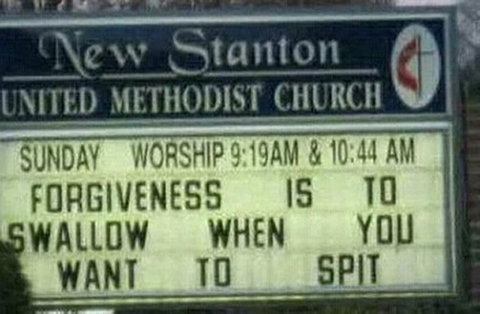 New Stanton
UNITED METHODIST CHURCH
SUNDAY WORSHIP 9:19AM & 10:44 AM
FORGIVENESS IS TO
SWALLOW WHEN YOU
WANT TO SPIT